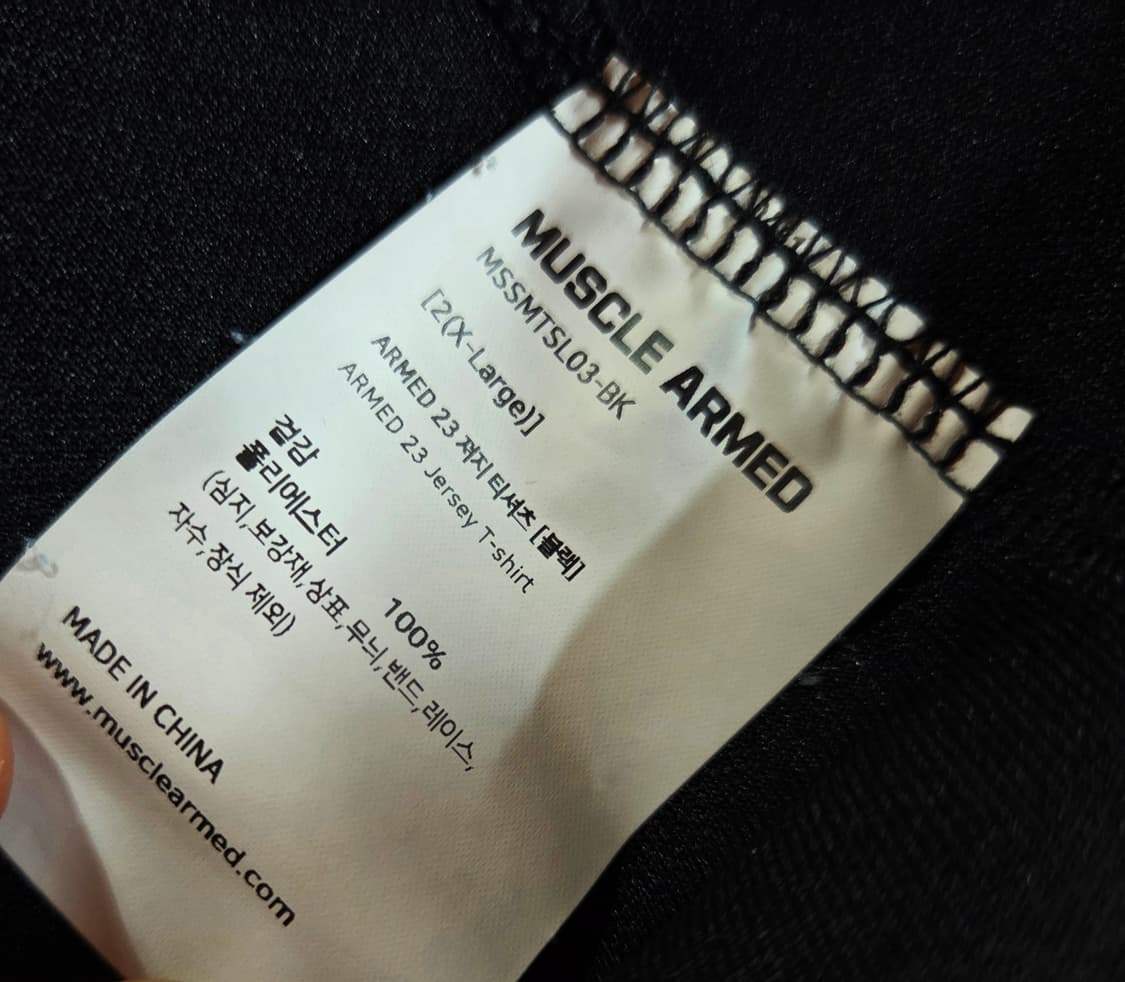 MUSCLE ARMED
MSSMTSL03-BK
[2(X-Large)]
ARMED 23 져지 티셔츠 [블랙]
ARMED 23 Jersey T-shirt
겉감
폴리에스터 100%
(심지,보강재,상표,무늬,밴드,레이스,
자수,장식 제외)
MADE IN CHINA
www.musclearmed.com